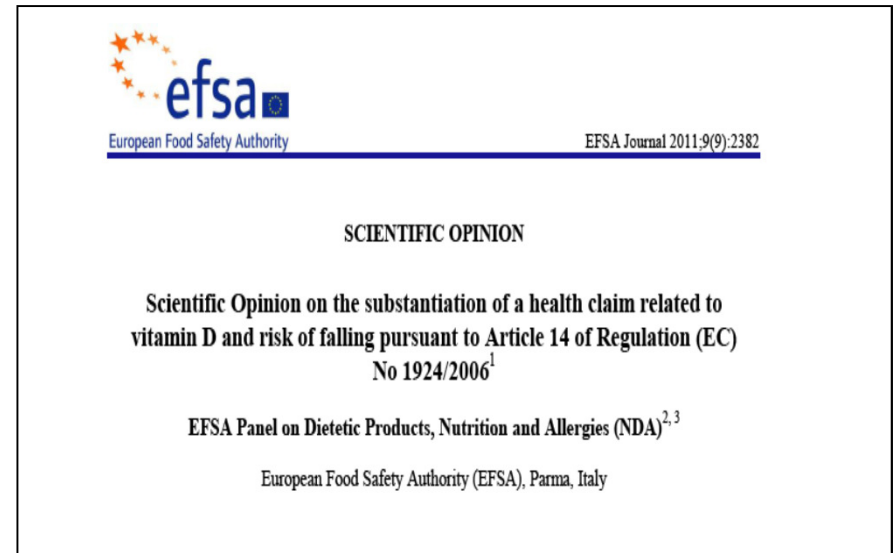 efsa
European Food Safety Authority
EFSA Journal 2011;9(9):2382
SCIENTIFIC OPINION
Scientific Opinion on the substantiation of a health claim related to
vitamin D and risk of falling pursuant to Article 14 of Regulation (EC)
No 1924/2006¹
EFSA Panel on Dietetic Products, Nutrition and Allergies (NDA)²,³
European Food Safety Authority (EFSA), Parma, Italy